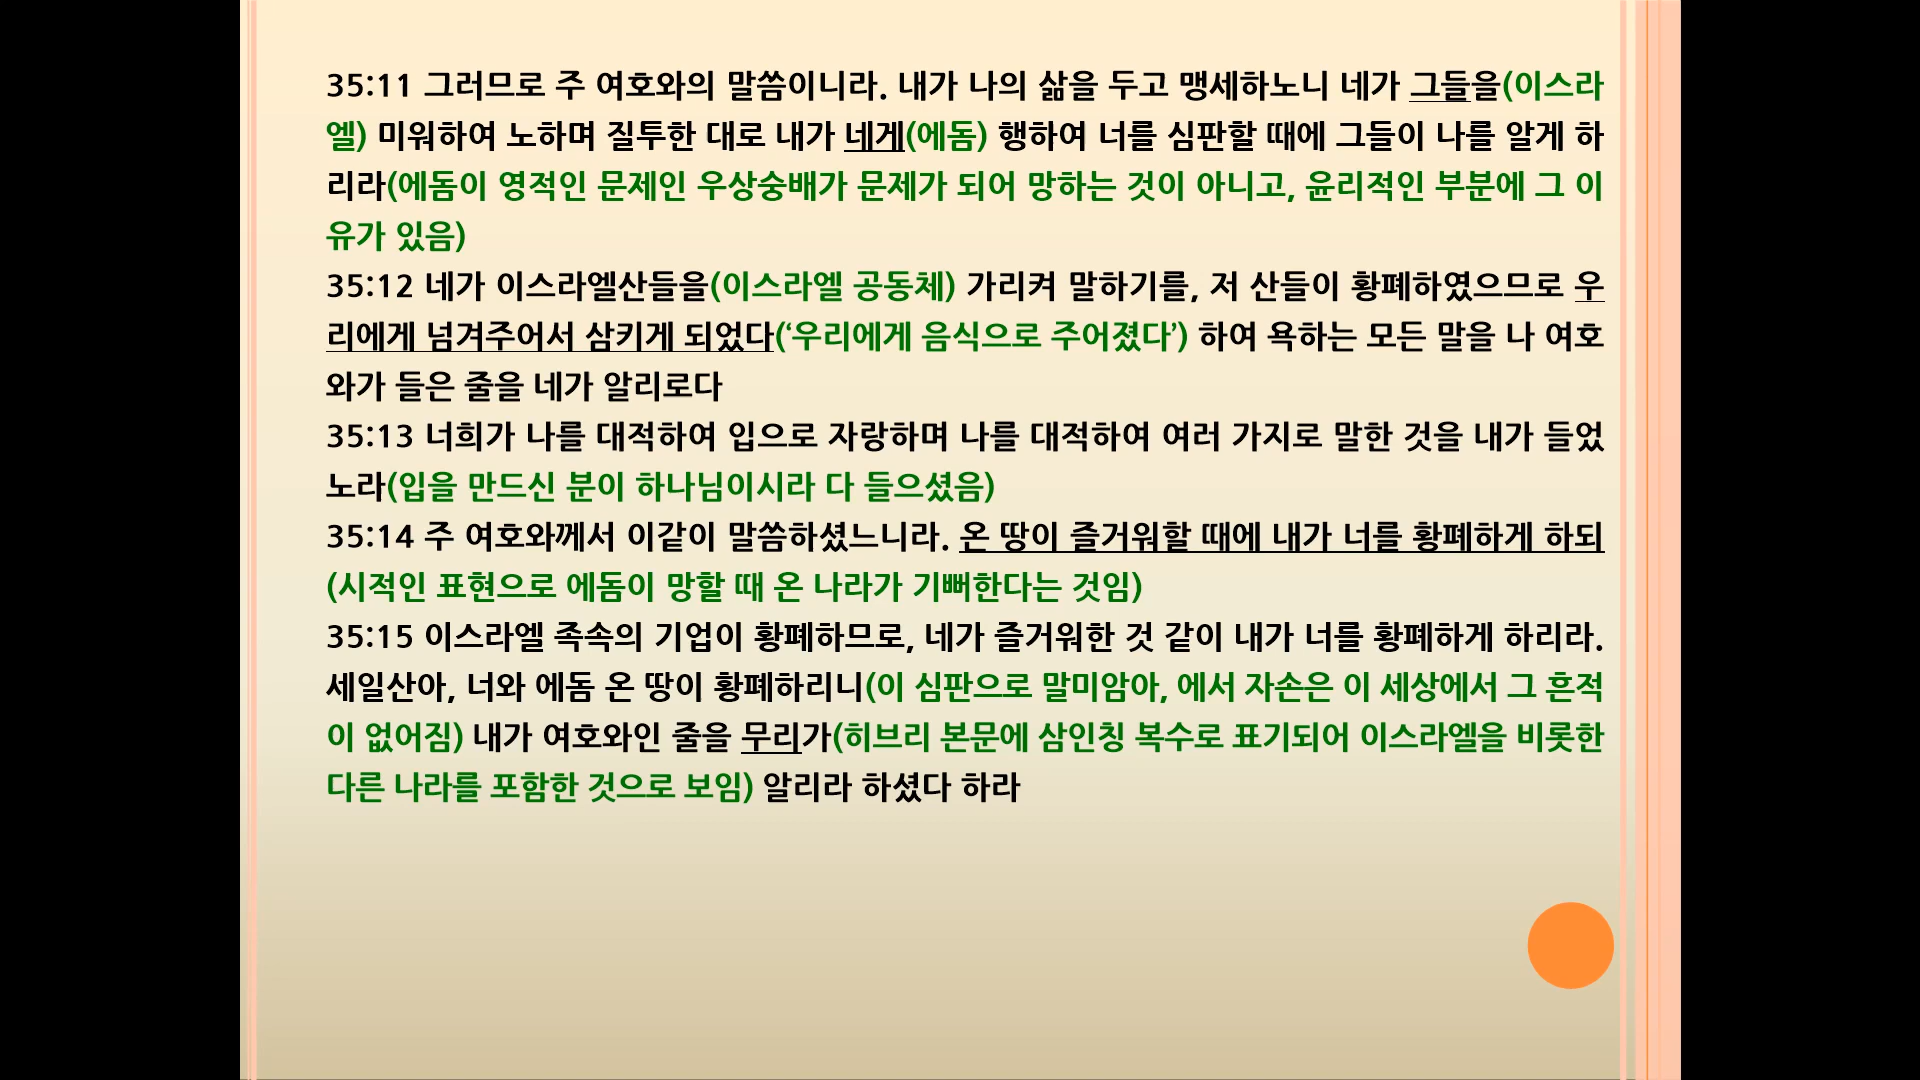 35:11 그러므로 주 여호와의 말씀이니라. 내가 나의 삶을 두고 맹세하노니 네가 그들을(이스라
엘) 미워하여 노하며 질투한 대로 내가 네게(에돔) 행하여 너를 심판할 때에 그들이 나를 알게 하
리라(에돔이 영적인 문제인 우상숭배가 문제가 되어 망하는 것이 아니고, 윤리적인 부분에 그 이
유가 있음)
35:12 네가 이스라엘산들을(이스라엘 공동체) 가리켜 말하기를, 저 산들이 황폐하였으므로 우
리에게 넘겨주어서 삼키게 되었다(‘우리에게 음식으로 주어졌다’) 하여 욕하는 모든 말을 나 여호
와가 들은 줄을 네가 알리로다
35:13 너희가 나를 대적하여 입으로 자랑하며 나를 대적하여 여러 가지로 말한 것을 내가 들었
노라(입을 만드신 분이 하나님이시라 다 들으셨음)
35:14 주 여호와께서 이같이 말씀하셨느니라. 온 땅이 즐거워할 때에 내가 너를 황폐하게 하되
(시적인 표현으로 에돔이 망할 때 온 나라가 기뻐한다는 것임)
35:15 이스라엘 족속의 기업이 황폐하므로, 네가 즐거워한 것 같이 내가 너를 황폐하게 하리라.
세일산아, 너와 에돔 온 땅이 황폐하리니(이 심판으로 말미암아, 에서 자손은 이 세상에서 그 흔적
이 없어짐) 내가 여호와인 줄을 무리가(히브리 본문에 삼인칭 복수로 표기되어 이스라엘을 비롯한
다른 나라를 포함한 것으로 보임) 알리라 하셨다 하라